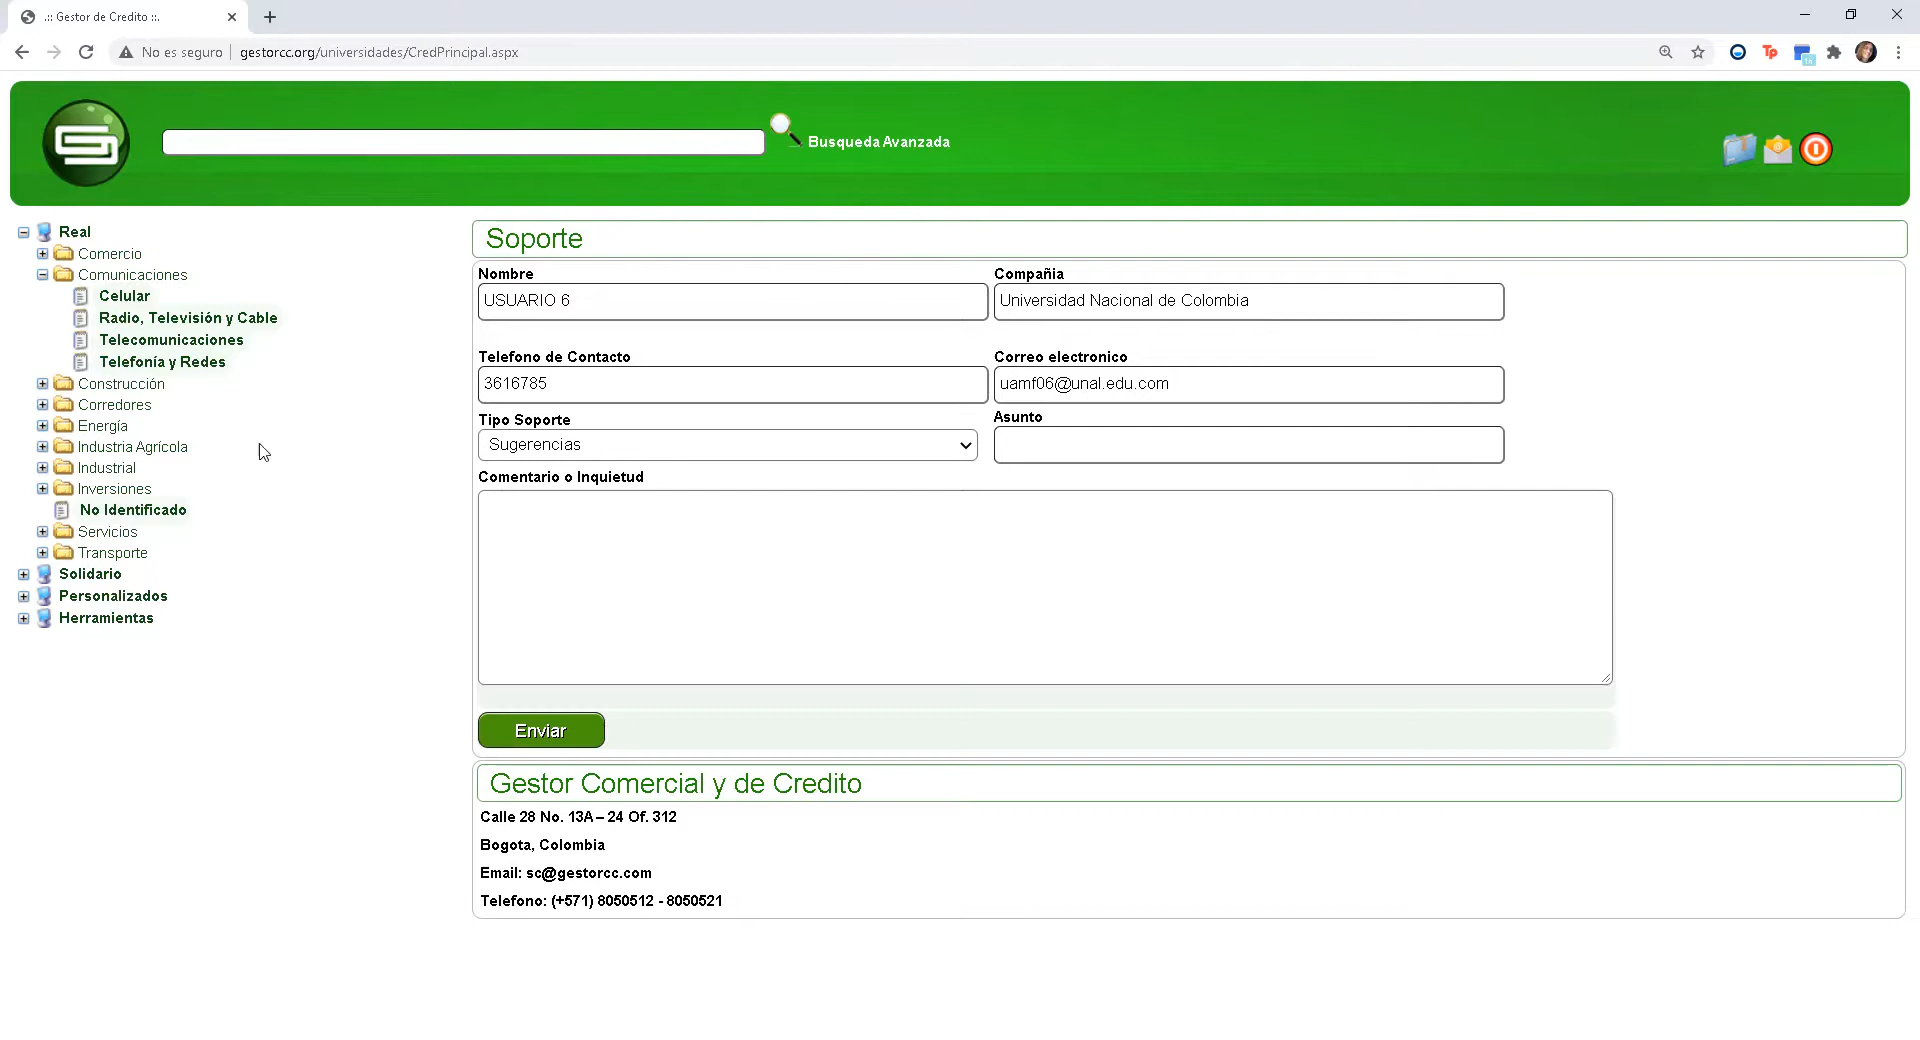 .:: Gestor de Credito ::.
No es seguro
gestorcc.org/universidades/CredPrincipal.aspx
Tp
Busqueda Avanzada
Real
Comercio
Comunicaciones
Celular
Radio, Televisión y Cable
Telecomunicaciones
Telefonía y Redes
Construcción
Corredores
Energía
Industria Agrícola
Industrial
Inversiones
No Identificado
Servicios
Transporte
Solidario
Personalizados
Herramientas
Soporte
Nombre
Compañia
USUARIO 6
Universidad Nacional de Colombia
Telefono de Contacto
Correo electronico
3616785
uamf06@unal.edu.com
Tipo Soporte
Asunto
Sugerencias
Comentario o Inquietud
Enviar
Gestor Comercial y de Credito
Calle 28 No. 13A – 24 Of. 312
Bogota, Colombia
Email: sc@gestorcc.com
Telefono: (+571) 8050512 - 8050521